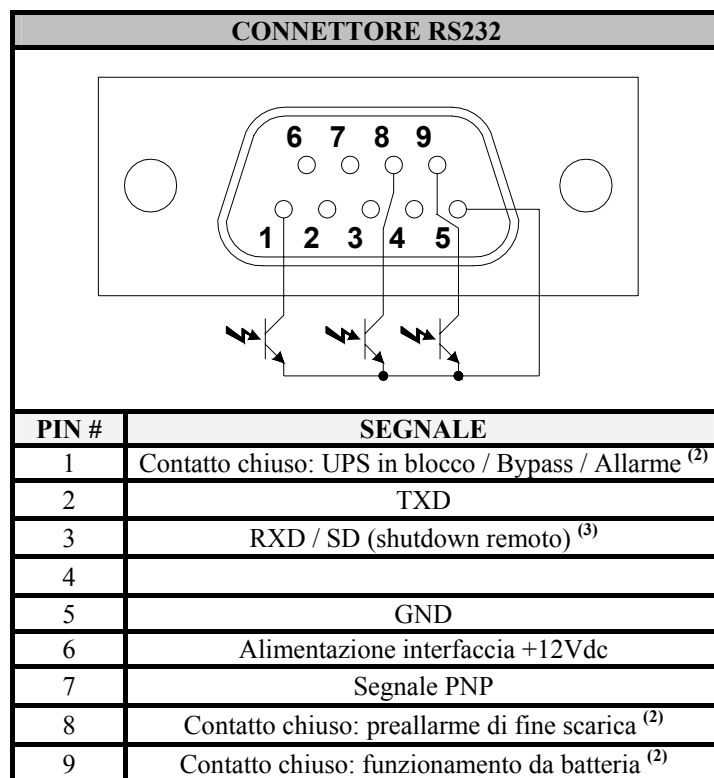 CONNETTORE RS232
6 7 8 9
1 2 3 4 5
PIN # SEGNALE
1 Contatto chiuso: UPS in blocco / Bypass / Allarme (2)
2 TXD
3 RXD / SD (shutdown remoto) (3)
4
5 GND
6 Alimentazione interfaccia +12Vdc
7 Segnale PNP
8 Contatto chiuso: preallarme di fine scarica (2)
9 Contatto chiuso: funzionamento da batteria (2)